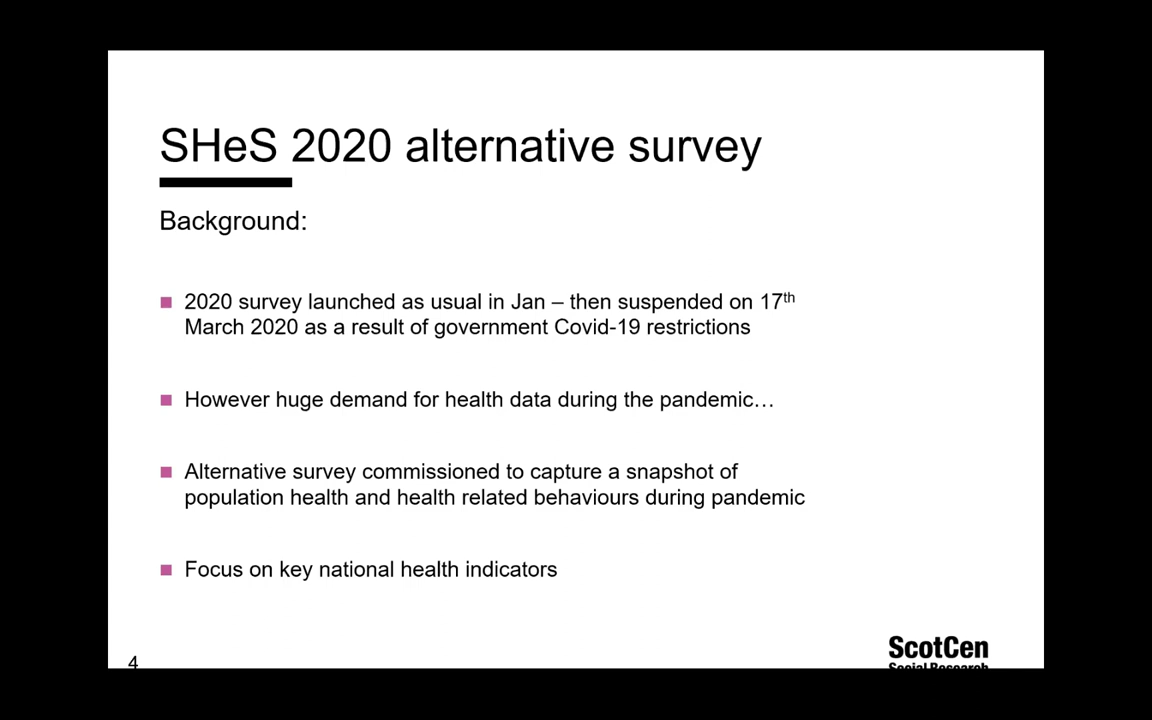 SHeS 2020 alternative survey
Background:
2020 survey launched as usual in Jan – then suspended on 17th
March 2020 as a result of government Covid-19 restrictions
However huge demand for health data during the pandemic…
Alternative survey commissioned to capture a snapshot of
population health and health related behaviours during pandemic
Focus on key national health indicators
4
ScotCen
Social Research